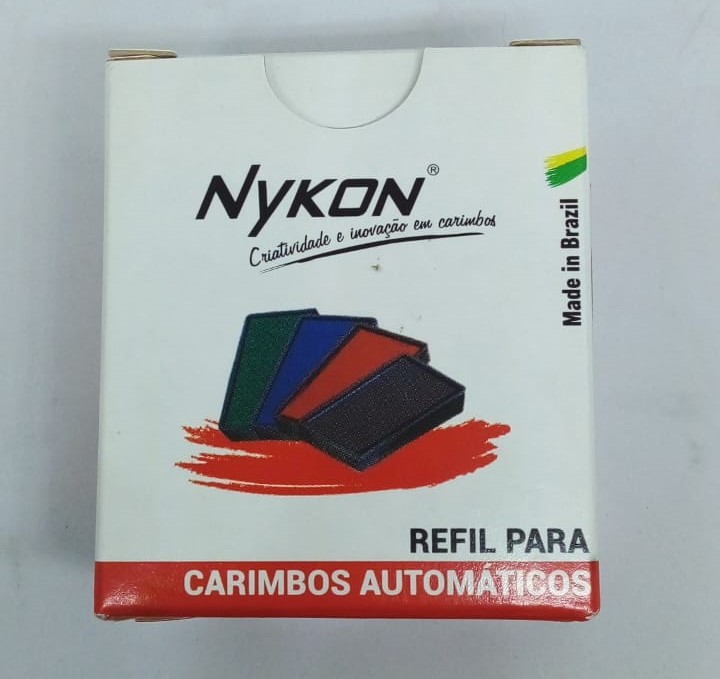 NYKON®
Criatividade e inovação em carimbos
Made in Brazil
REFIL PARA
CARIMBOS AUTOMÁTICOS